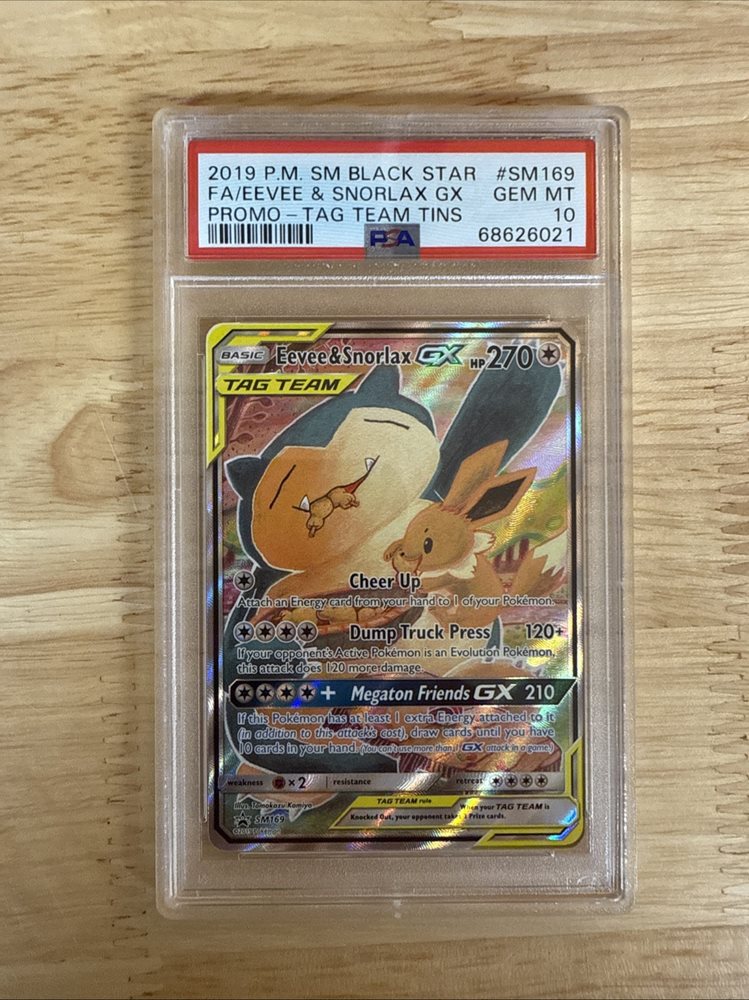 2019 P.M. SM BLACK STAR #SM169
FA/EEVEE & SNORLAX GX GEM MT
PROMO - TAG TEAM TINS 10
PSA 68626021
BASIC Eevee&Snorlax GX HP270
TAG TEAM
Cheer Up
Attach an Energy card from your hand to 1 of your Pokémon.
Dump Truck Press 120+
If your opponent's Active Pokémon is an Evolution Pokémon,
this attack does 120 more damage.
+ Megaton Friends GX 210
If this Pokémon has at least 1 extra Energy attached to it
(in addition to this attack's cost), draw cards until you have
10 cards in your hand. (You can't use more than 1 GX attack in a game.)
weakness ×2 resistance retreat
TAG TEAM rule When your TAG TEAM is
Knocked Out, your opponent takes 3 Prize cards.
Illus. Tomokazu Komiya
SM169
©2019